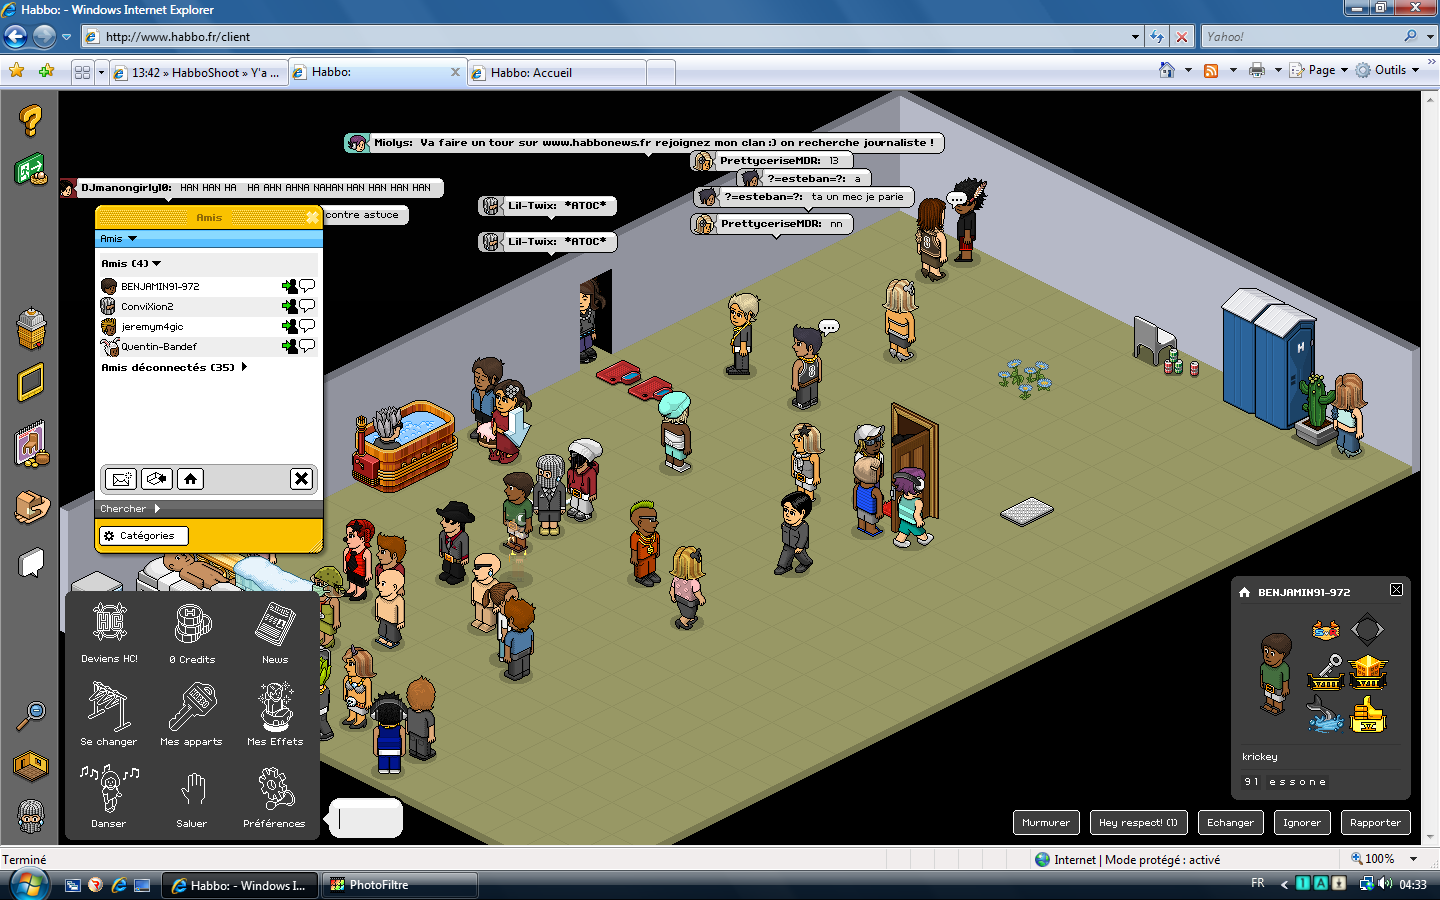 Habbo: - Windows Internet Explorer
http://www.habbo.fr/client
Yahoo!
13:42 » HabboShoot » Y'a ...
Habbo:
Habbo: Accueil
Page
Outils
Miolys: Va faire un tour sur www.habbonews.fr rejoignez mon clan :) on recherche journaliste !
PrettyceriseMDR: 13
?=esteban=?: a
DJmanongirly10: HAN HAN HA HA AHN AHNA NAHAN HAN HAN HAN HAN
?=esteban=?: ta un mec je parie
Lil-Twix: *ATOC*
contre astuce
PrettyceriseMDR: nn
Lil-Twix: *ATOC*
Amis
Amis
Amis (4)
BENJAMIN91-972
ConviXion2
jeremym4gic
Quentin-Bandef
Amis déconnectés (35)
Chercher
Catégories
Deviens HC!
0 Credits
News
Se changer
Mes apparts
Mes Effets
Danser
Saluer
Préférences
H
BENJAMIN91-972
krickey
91 essone
Murmurer
Hey respect! (1)
Echanger
Ignorer
Rapporter
Terminé
Internet | Mode protégé : activé
100%
Habbo: - Windows I...
PhotoFiltre
FR
04:33